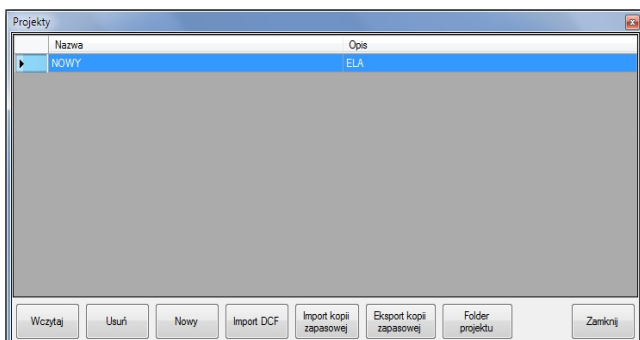 Projekty
Nazwa Opis
NOWY ELA
Wczytaj Usuń Nowy Import DCF Import kopii zapasowej Eksport kopii zapasowej Folder projektu Zamknij